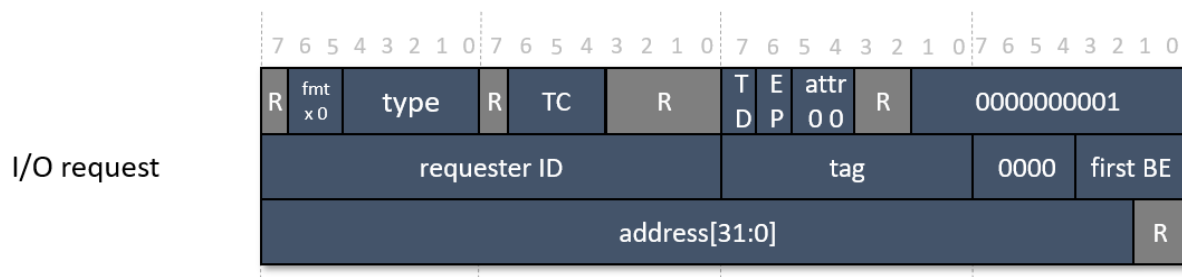 7 6 5 4 3 2 1 0 7 6 5 4 3 2 1 0 7 6 5 4 3 2 1 0 7 6 5 4 3 2 1 0
R fmt x 0 type R TC R T D E P attr 0 0 R 0000000001
I/O request
requester ID tag 0000 first BE
address[31:0] R